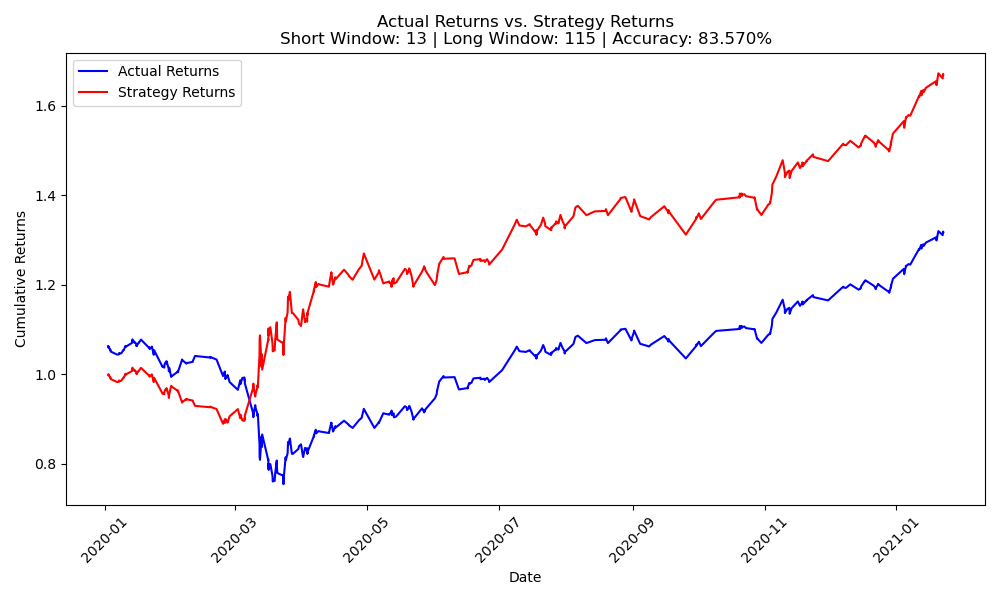 Actual Returns vs. Strategy Returns
Short Window: 13 | Long Window: 115 | Accuracy: 83.570%
Actual Returns
Strategy Returns
Cumulative Returns
1.6
1.4
1.2
1.0
0.8
2020-01
2020-03
2020-05
2020-07
2020-09
2020-11
2021-01
Date